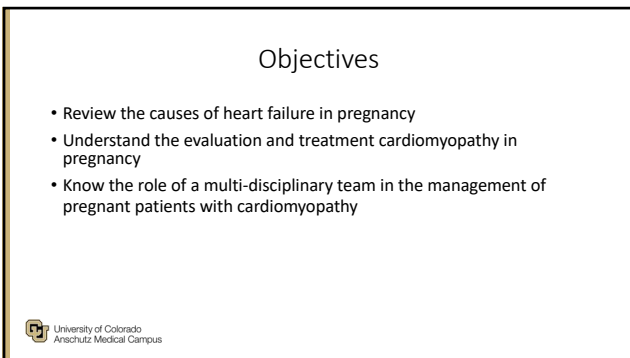 Objectives
• Review the causes of heart failure in pregnancy
• Understand the evaluation and treatment cardiomyopathy in
pregnancy
• Know the role of a multi-disciplinary team in the management of
pregnant patients with cardiomyopathy
University of Colorado
Anschutz Medical Campus